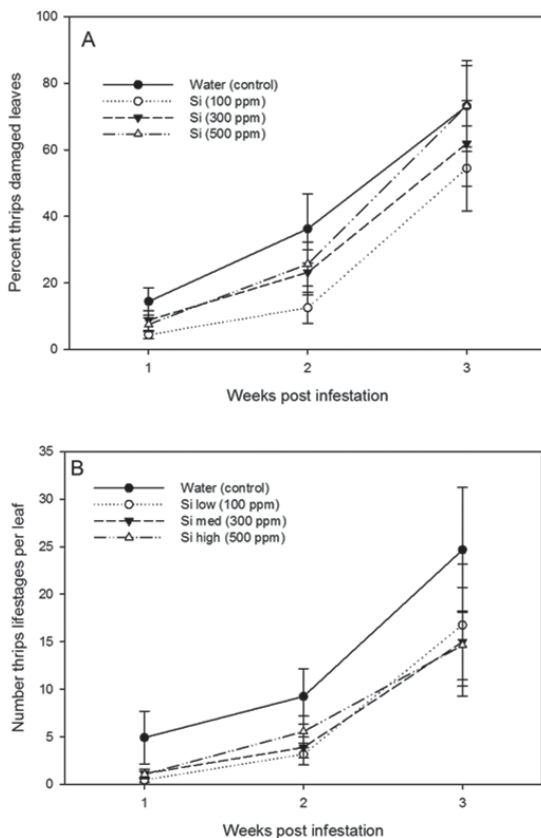 100
A
Water (control)
80
Si (100 ppm)
Si (300 ppm)
Si (500 ppm)
60
Percent thrips damaged leaves
40
20
0
1 2 3
Weeks post infestation
35
B
Water (control)
30
Si low (100 ppm)
Si med (300 ppm)
25
Si high (500 ppm)
20
Number thrips lifestages per leaf
15
10
5
0
1 2 3
Weeks post infestation